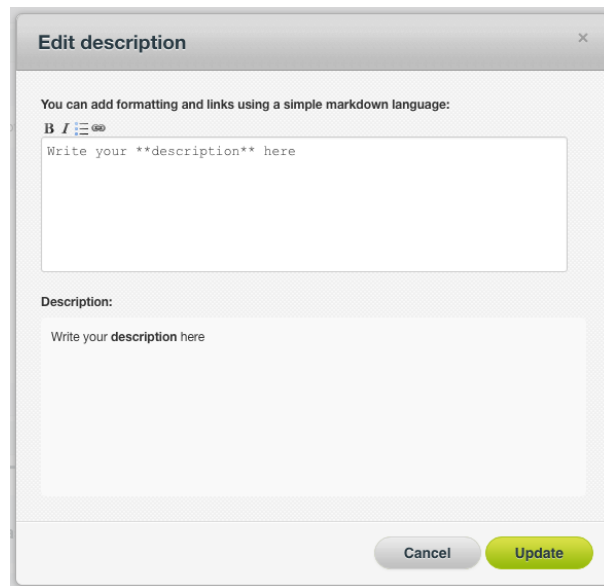 Edit description
×
You can add formatting and links using a simple markdown language:
B I
Write your **description** here
Description:
Write your description here
Cancel Update